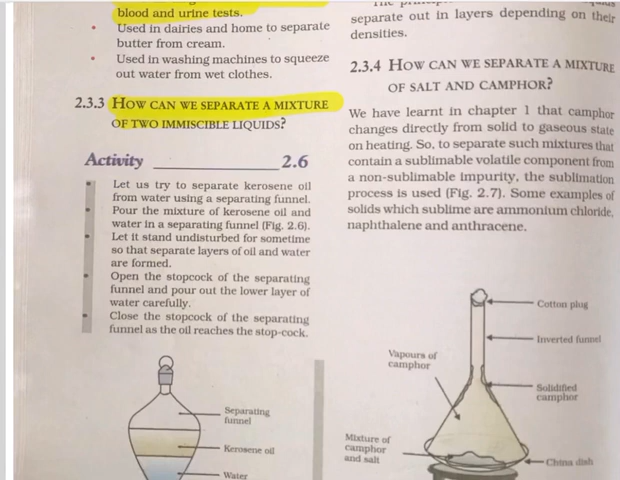 blood and urine tests.
• Used in dairies and home to separate
butter from cream.
• Used in washing machines to squeeze
out water from wet clothes.
2.3.3 HOW CAN WE SEPARATE A MIXTURE
OF TWO IMMISCIBLE LIQUIDS?
Activity 2.6
• Let us try to separate kerosene oil
from water using a separating funnel.
• Pour the mixture of kerosene oil and
water in a separating funnel (Fig. 2.6).
• Let it stand undisturbed for sometime
so that separate layers of oil and water
are formed.
• Open the stopcock of the separating
funnel and pour out the lower layer of
water carefully.
• Close the stopcock of the separating
funnel as the oil reaches the stop-cock.
Separating
funnel
Kerosene oil
Water
separate out in layers depending on their
densities.
2.3.4 HOW CAN WE SEPARATE A MIXTURE
OF SALT AND CAMPHOR?
We have learnt in chapter 1 that camphor
changes directly from solid to gaseous state
on heating. So, to separate such mixtures that
contain a sublimable volatile component from
a non-sublimable impurity, the sublimation
process is used (Fig. 2.7). Some examples of
solids which sublime are ammonium chloride,
naphthalene and anthracene.
Cotton plug
Inverted funnel
Vapours of
camphor
Solidified
camphor
Mixture of
camphor
and salt
China dish